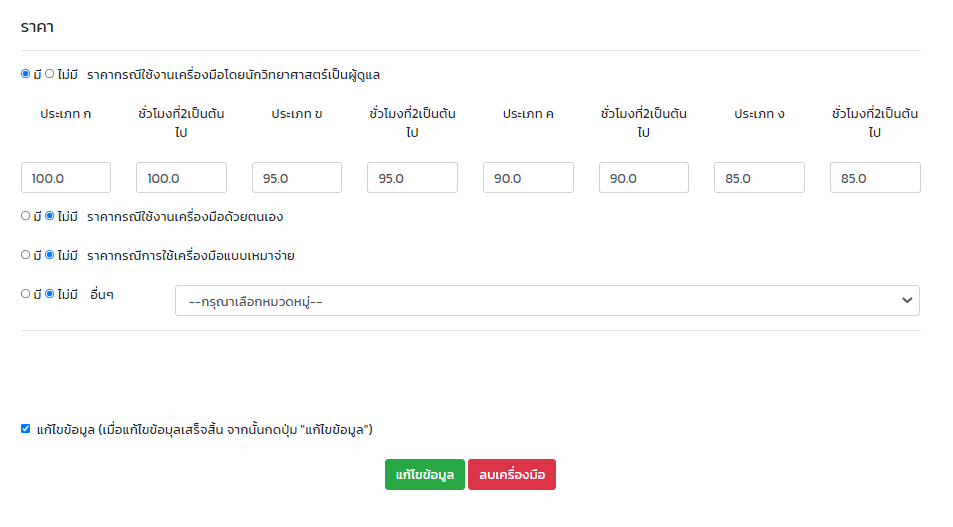 ราคา
มี ไม่มี ราคากรณีใช้งานเครื่องมือโดยนักวิทยาศาสตร์เป็นผู้ดูแล
ประเภท ก ชั่วโมงที่2เป็นต้น ประเภท ข ชั่วโมงที่2เป็นต้น ประเภท ค ชั่วโมงที่2เป็นต้น ประเภท ง ชั่วโมงที่2เป็นต้น
ไป ไป ไป ไป
100.0 100.0 95.0 95.0 90.0 90.0 85.0 85.0
มี ไม่มี ราคากรณีใช้งานเครื่องมือด้วยตนเอง
มี ไม่มี ราคากรณีการใช้เครื่องมือแบบเหมาจ่าย
มี ไม่มี อื่นๆ --กรุณาเลือกหมวดหมู่--
แก้ไขข้อมูล (เมื่อแก้ไขข้อมุลเสร็จสิ้น จากนั้นกดปุ่ม "แก้ไขข้อมูล")
แก้ไขข้อมูล ลบเครื่องมือ